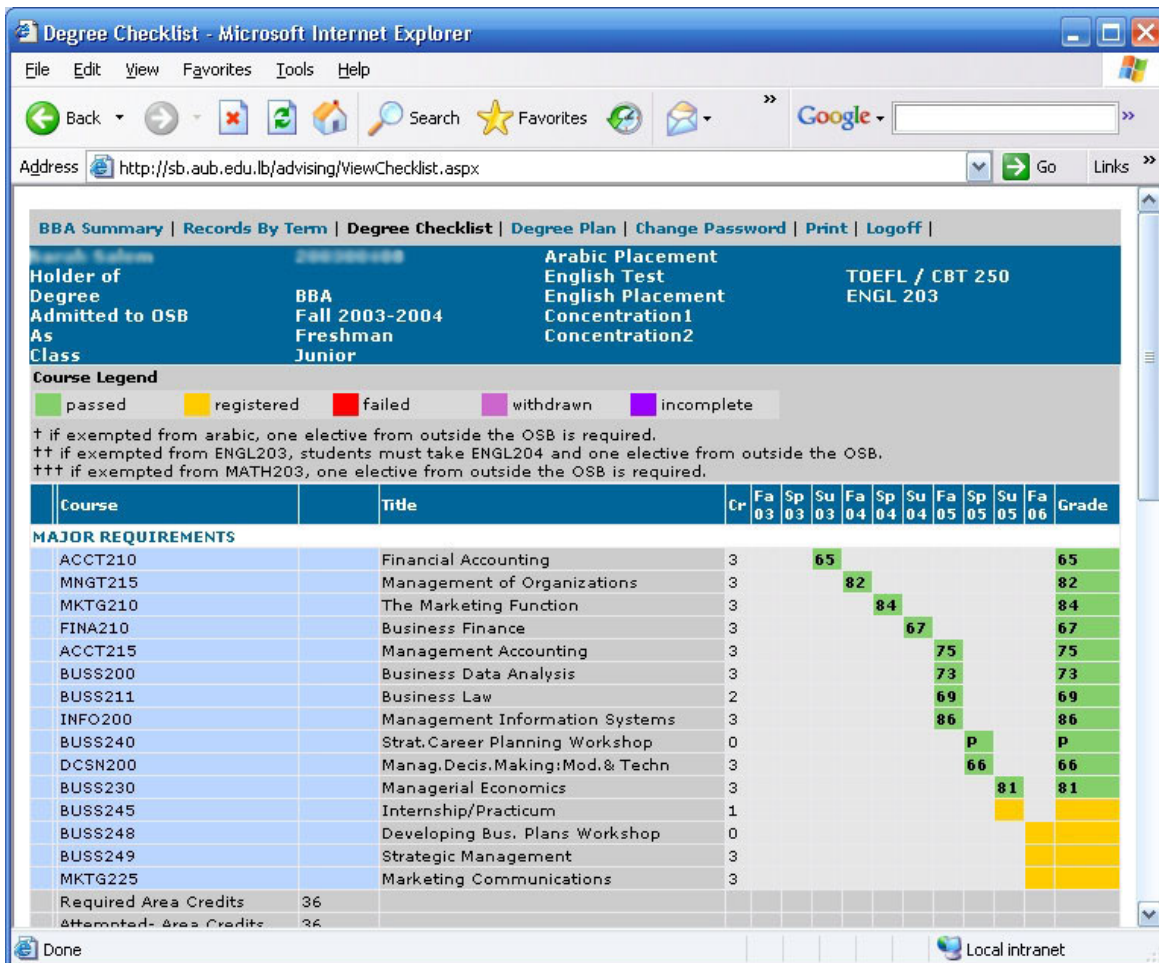 Degree Checklist - Microsoft Internet Explorer
File Edit View Favorites Tools Help
Back Search Favorites » Google »
Address http://sb.aub.edu.lb/advising/ViewChecklist.aspx Go Links »
BBA Summary | Records By Term | Degree Checklist | Degree Plan | Change Password | Print | Logoff |
Arabic Placement
Holder of English Test TOEFL / CBT 250
Degree BBA English Placement ENGL 203
Admitted to OSB Fall 2003-2004 Concentration1
As Freshman Concentration2
Class Junior
Course Legend
passed registered failed withdrawn incomplete
† if exempted from arabic, one elective from outside the OSB is required.
†† if exempted from ENGL203, students must take ENGL204 and one elective from outside the OSB.
††† if exempted from MATH203, one elective from outside the OSB is required.
Course Title Cr Fa 03 Sp 03 Su 03 Fa 04 Sp 04 Su 04 Fa 05 Sp 05 Su 05 Fa 06 Grade
MAJOR REQUIREMENTS
ACCT210 Financial Accounting 3 65 65
MNGT215 Management of Organizations 3 82 82
MKTG210 The Marketing Function 3 84 84
FINA210 Business Finance 3 67 67
ACCT215 Management Accounting 3 75 75
BUSS200 Business Data Analysis 3 73 73
BUSS211 Business Law 2 69 69
INFO200 Management Information Systems 3 86 86
BUSS240 Strat.Career Planning Workshop 0 P P
DCSN200 Manag.Decis.Making:Mod.& Techn 3 66 66
BUSS230 Managerial Economics 3 81 81
BUSS245 Internship/Practicum 1
BUSS248 Developing Bus. Plans Workshop 0
BUSS249 Strategic Management 3
MKTG225 Marketing Communications 3
Required Area Credits 36
Attempted- Area Credits 36
Done Local intranet